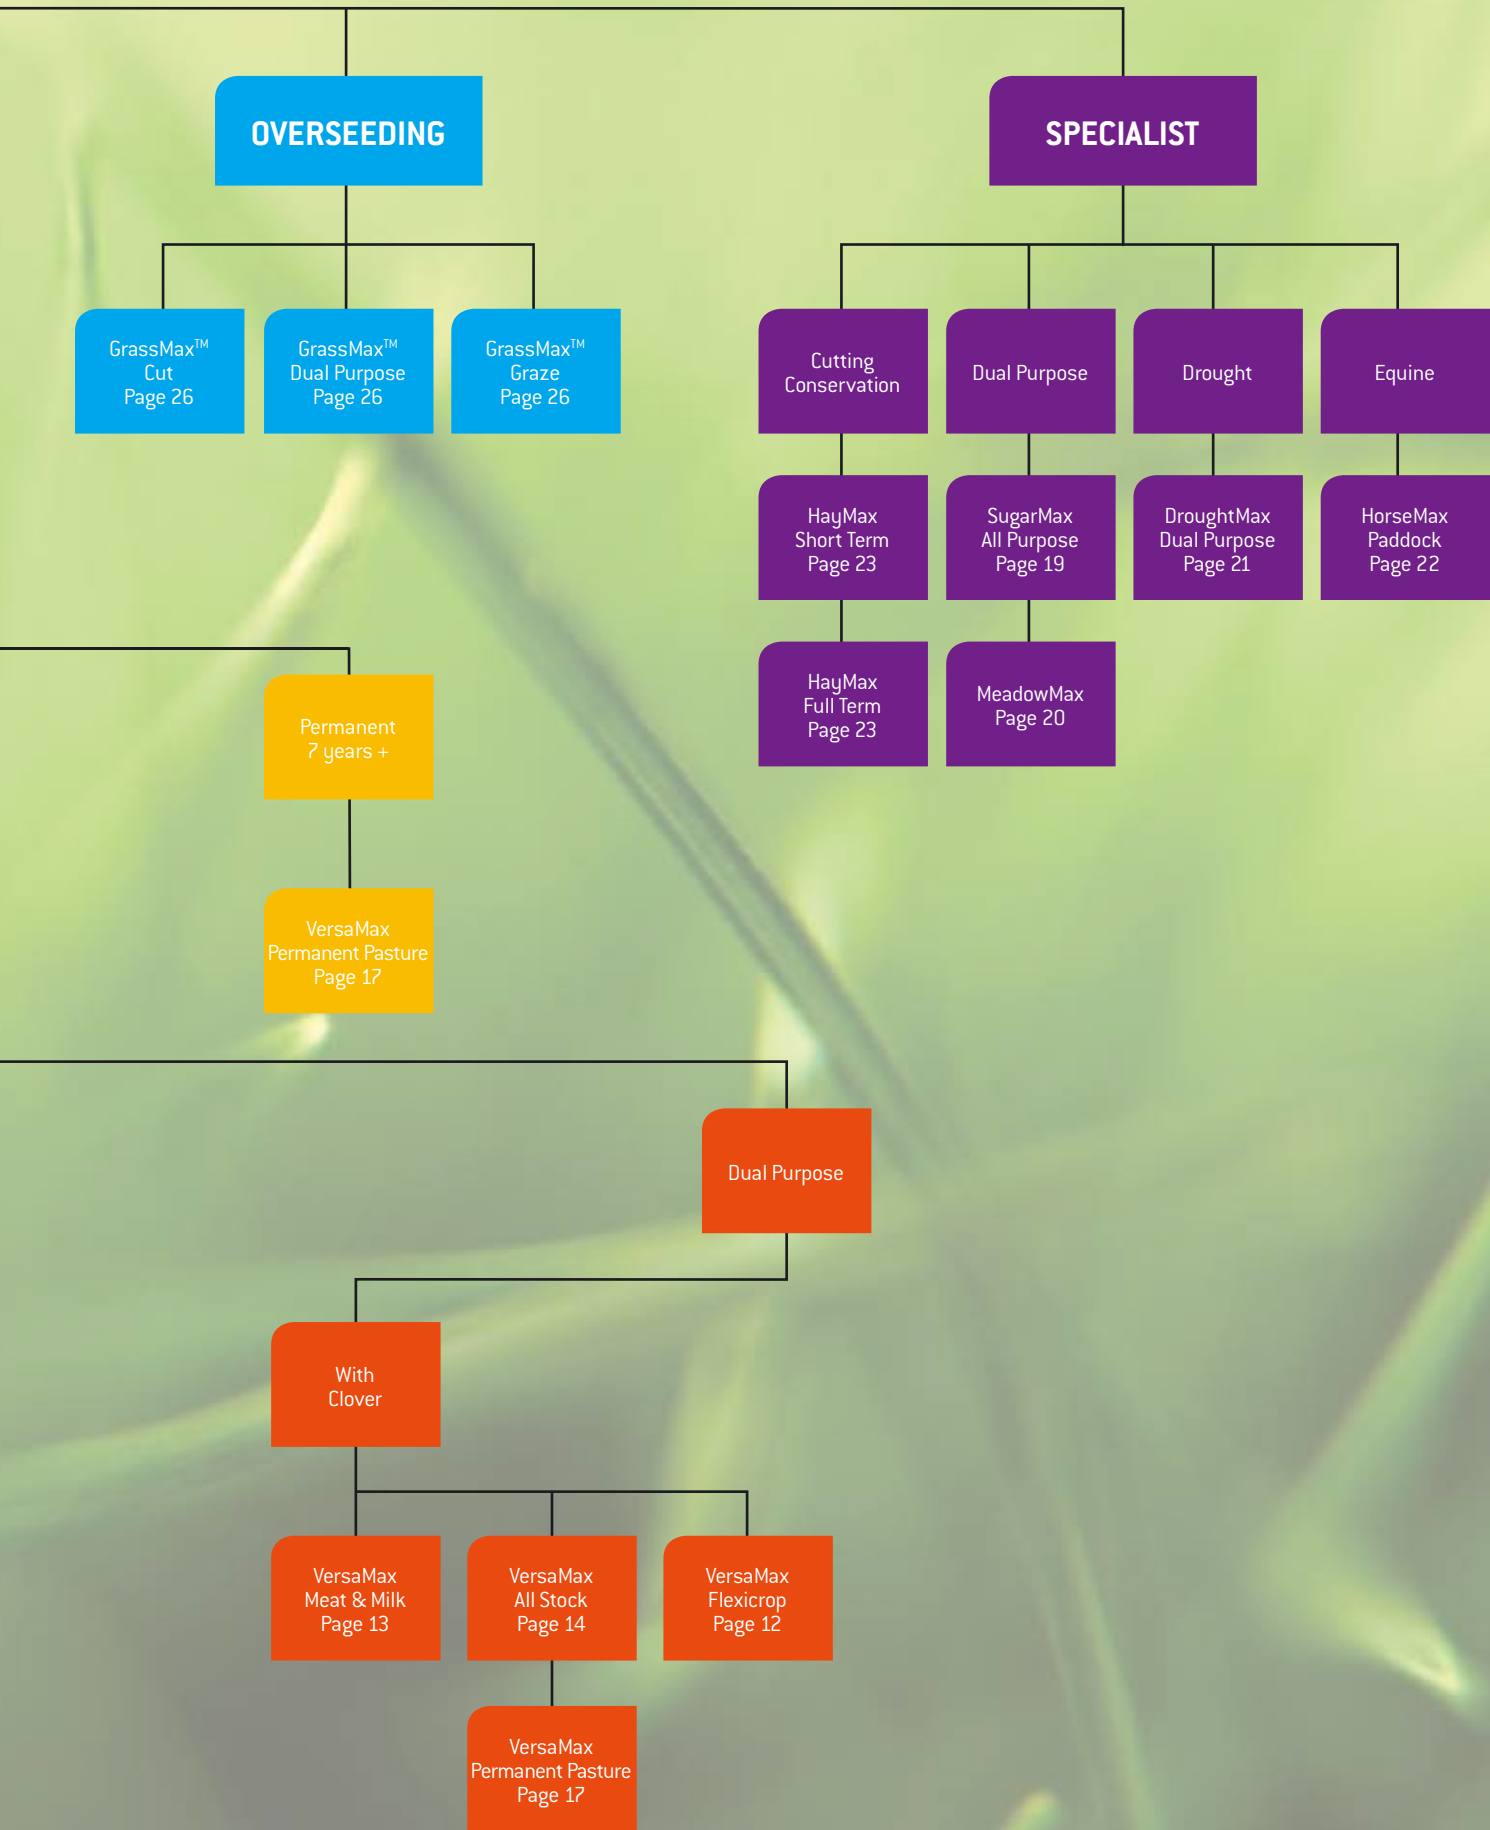 OVERSEEDING
SPECIALIST
GrassMax™
Cut
Page 26
GrassMax™
Dual Purpose
Page 26
GrassMax™
Graze
Page 26
Cutting
Conservation
Dual Purpose
Drought
Equine
HayMax
Short Term
Page 23
SugarMax
All Purpose
Page 19
DroughtMax
Dual Purpose
Page 21
HorseMax
Paddock
Page 22
HayMax
Full Term
Page 23
MeadowMax
Page 20
Permanent
7 years +
VersaMax
Permanent Pasture
Page 17
Dual Purpose
With
Clover
VersaMax
Meat & Milk
Page 13
VersaMax
All Stock
Page 14
VersaMax
Flexicrop
Page 12
VersaMax
Permanent Pasture
Page 17